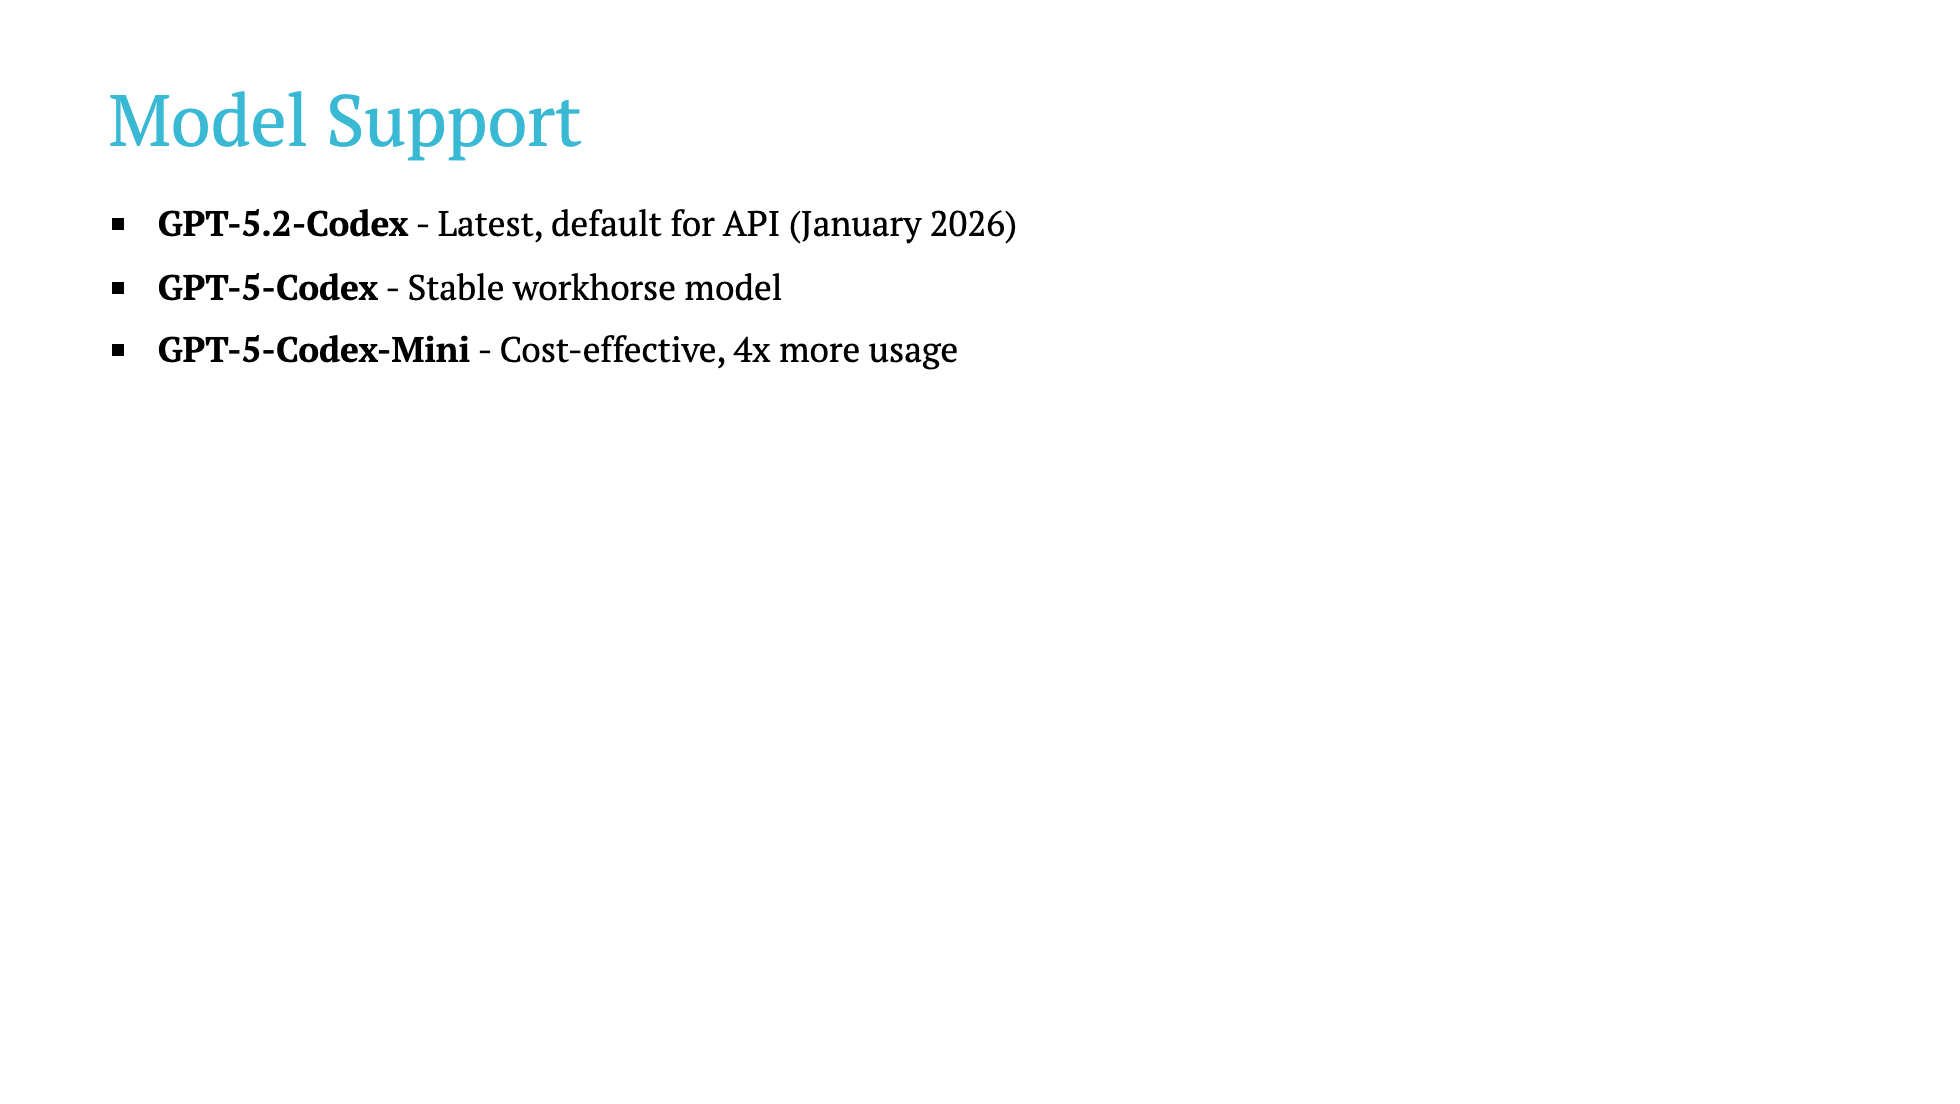 Model Support
▪ GPT-5.2-Codex - Latest, default for API (January 2026)
▪ GPT-5-Codex - Stable workhorse model
▪ GPT-5-Codex-Mini - Cost-effective, 4x more usage